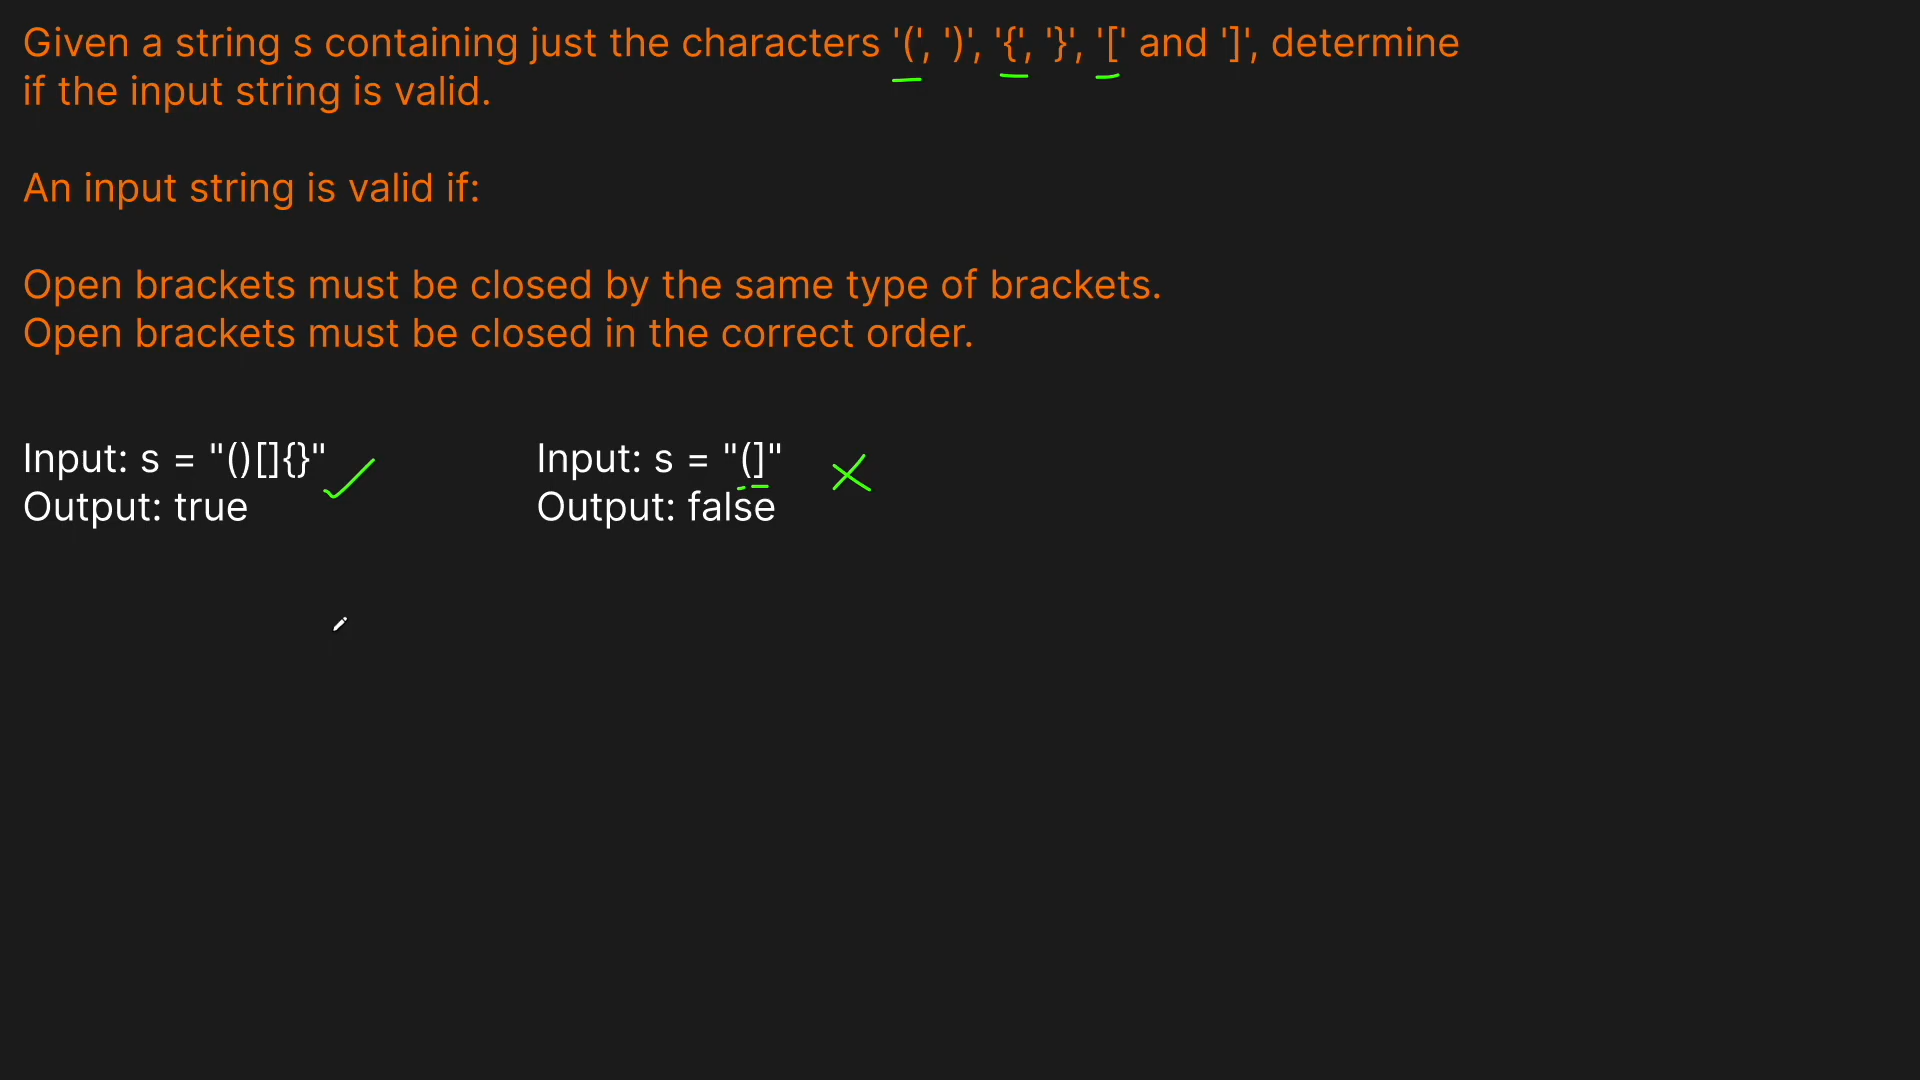 Given a string s containing just the characters '(', ')', '{', '}', '[' and ']', determine
if the input string is valid.
An input string is valid if:
Open brackets must be closed by the same type of brackets.
Open brackets must be closed in the correct order.
Input: s = "()[]{}"
Output: true
Input: s = "(]"
Output: false